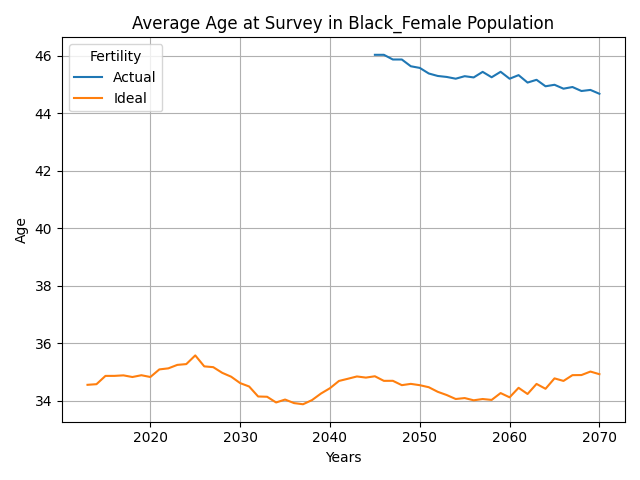 Average Age at Survey in Black_Female Population
Fertility
Actual
Ideal
Age
46
44
42
40
38
36
34
2020 2030 2040 2050 2060 2070
Years